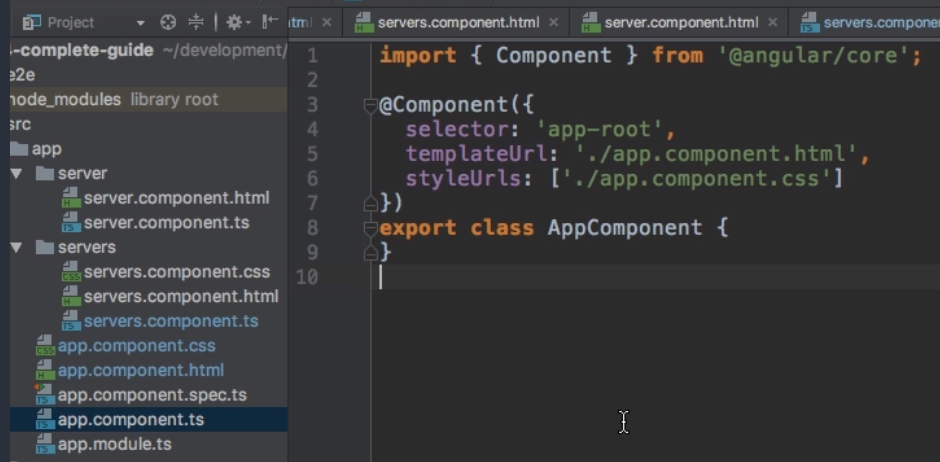 Project
html
servers.component.html
server.component.html
servers.compone
4-complete-guide ~/development/
e2e
node_modules library root
src
app
server
server.component.html
server.component.ts
servers
servers.component.css
servers.component.html
servers.component.ts
app.component.css
app.component.html
app.component.spec.ts
app.component.ts
app.module.ts
1 import { Component } from '@angular/core';
2
3 @Component({
4 selector: 'app-root',
5 templateUrl: './app.component.html',
6 styleUrls: ['./app.component.css']
7 })
8 export class AppComponent {
9 }
10